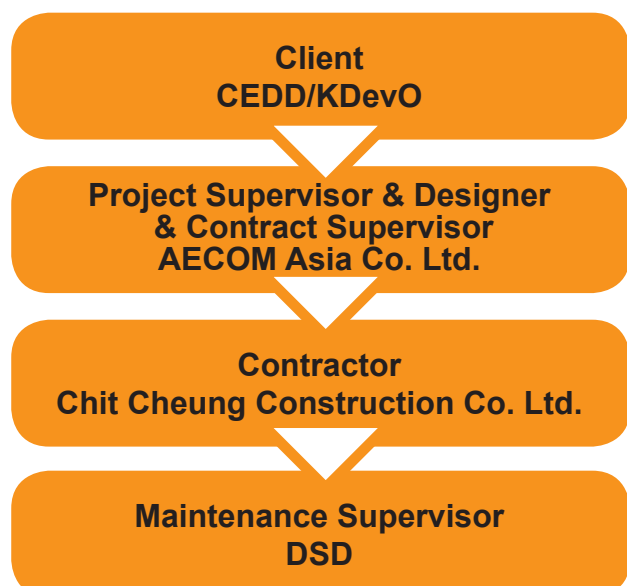 Client
CEDD/KDevO
Project Supervisor & Designer
& Contract Supervisor
AECOM Asia Co. Ltd.
Contractor
Chit Cheung Construction Co. Ltd.
Maintenance Supervisor
DSD